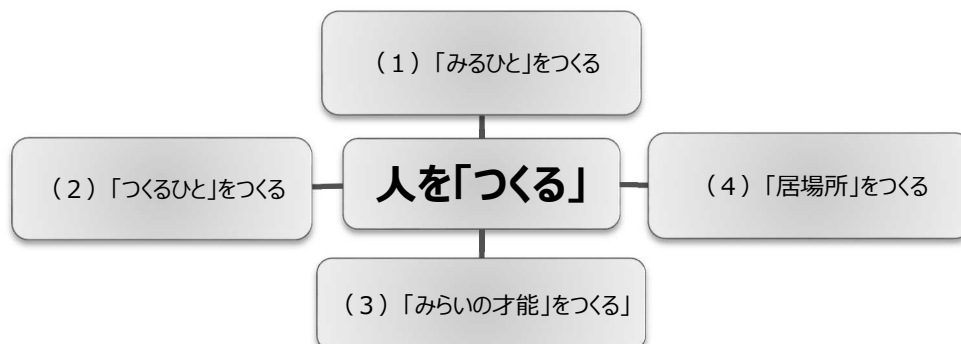 （１）「みるひと」をつくる
（２）「つくるひと」をつくる
人を「つくる」
（４）「居場所」をつくる
（３）「みらいの才能」をつくる」